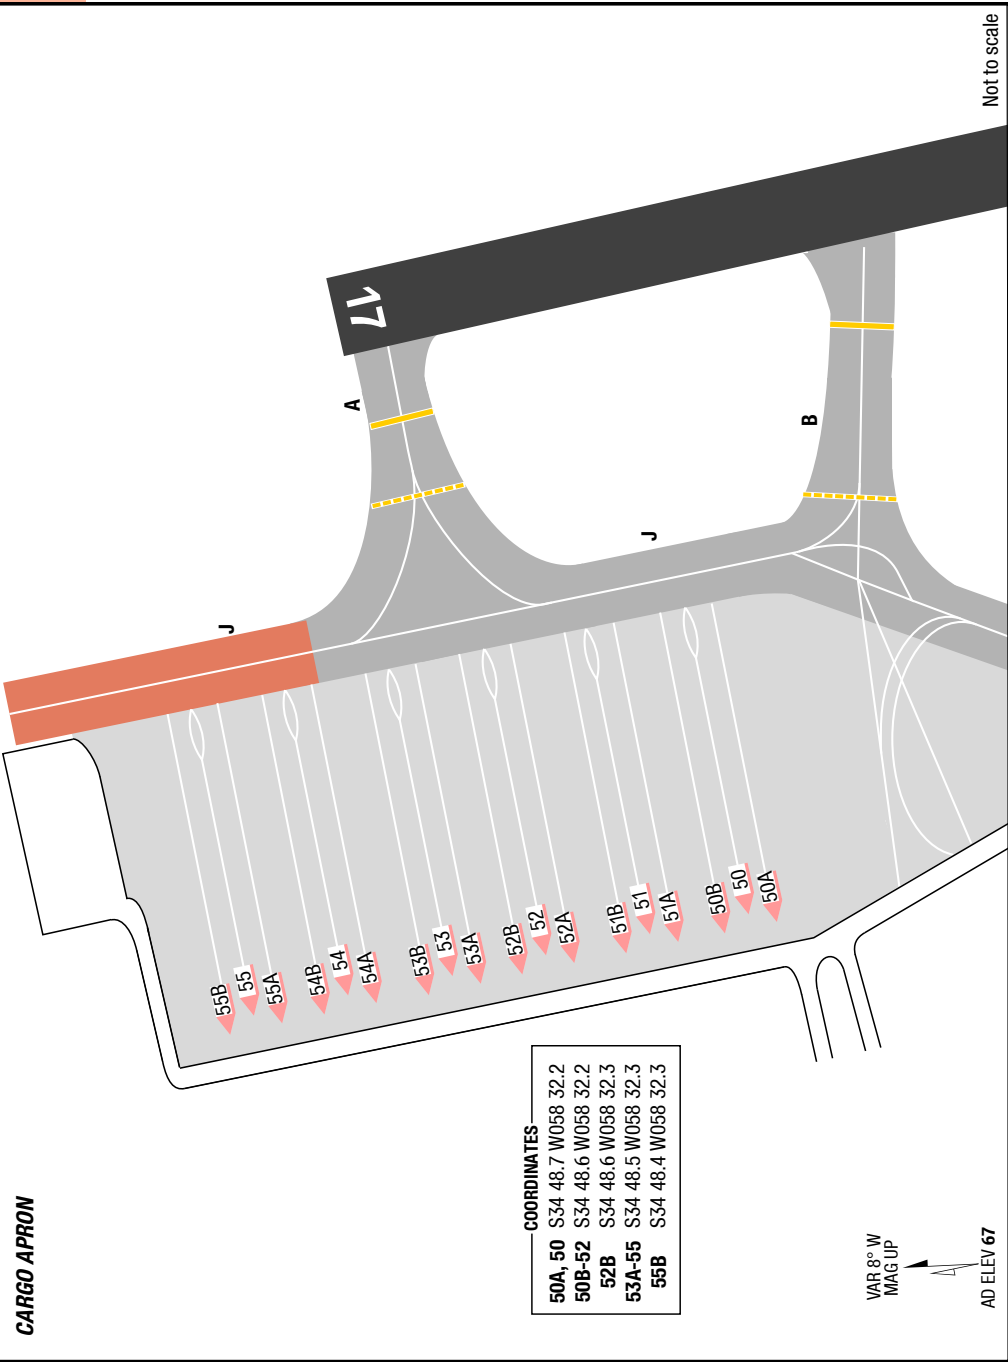 CARGO APRON
Not to scale
17
A
B
J
J
55B
55
55A
54B
54
54A
53B
53
53A
52B
52
52A
51B
51
51A
50B
50
50A
COORDINATES
50A, 50 S34 48.7 W058 32.2
50B-52 S34 48.6 W058 32.2
52B S34 48.6 W058 32.3
53A-55 S34 48.5 W058 32.3
55B S34 48.4 W058 32.3
VAR 8° W
MAG UP
AD ELEV 67